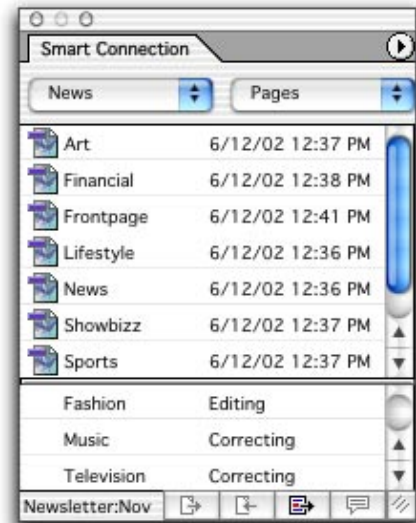 Smart Connection
News Pages
Art 6/12/02 12:37 PM
Financial 6/12/02 12:38 PM
Frontpage 6/12/02 12:41 PM
Lifestyle 6/12/02 12:36 PM
News 6/12/02 12:36 PM
Showbizz 6/12/02 12:37 PM
Sports 6/12/02 12:37 PM
Fashion Editing
Music Correcting
Television Correcting
Newsletter:Nov